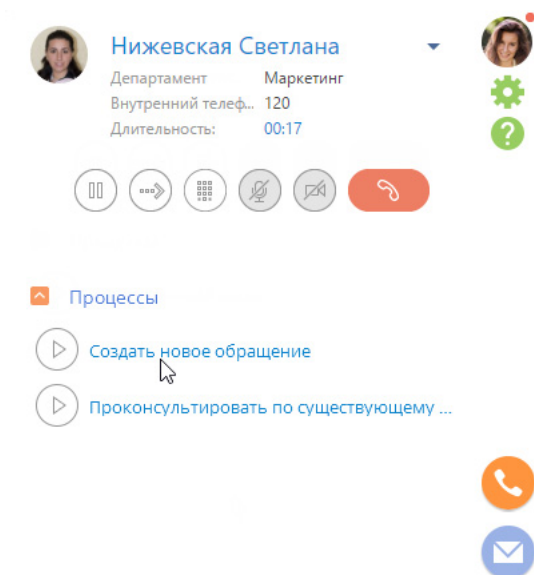 Нижевская Светлана
Департамент Маркетинг
Внутренний телеф... 120
Длительность: 00:17
Процессы
Создать новое обращение
Проконсультировать по существующему ...